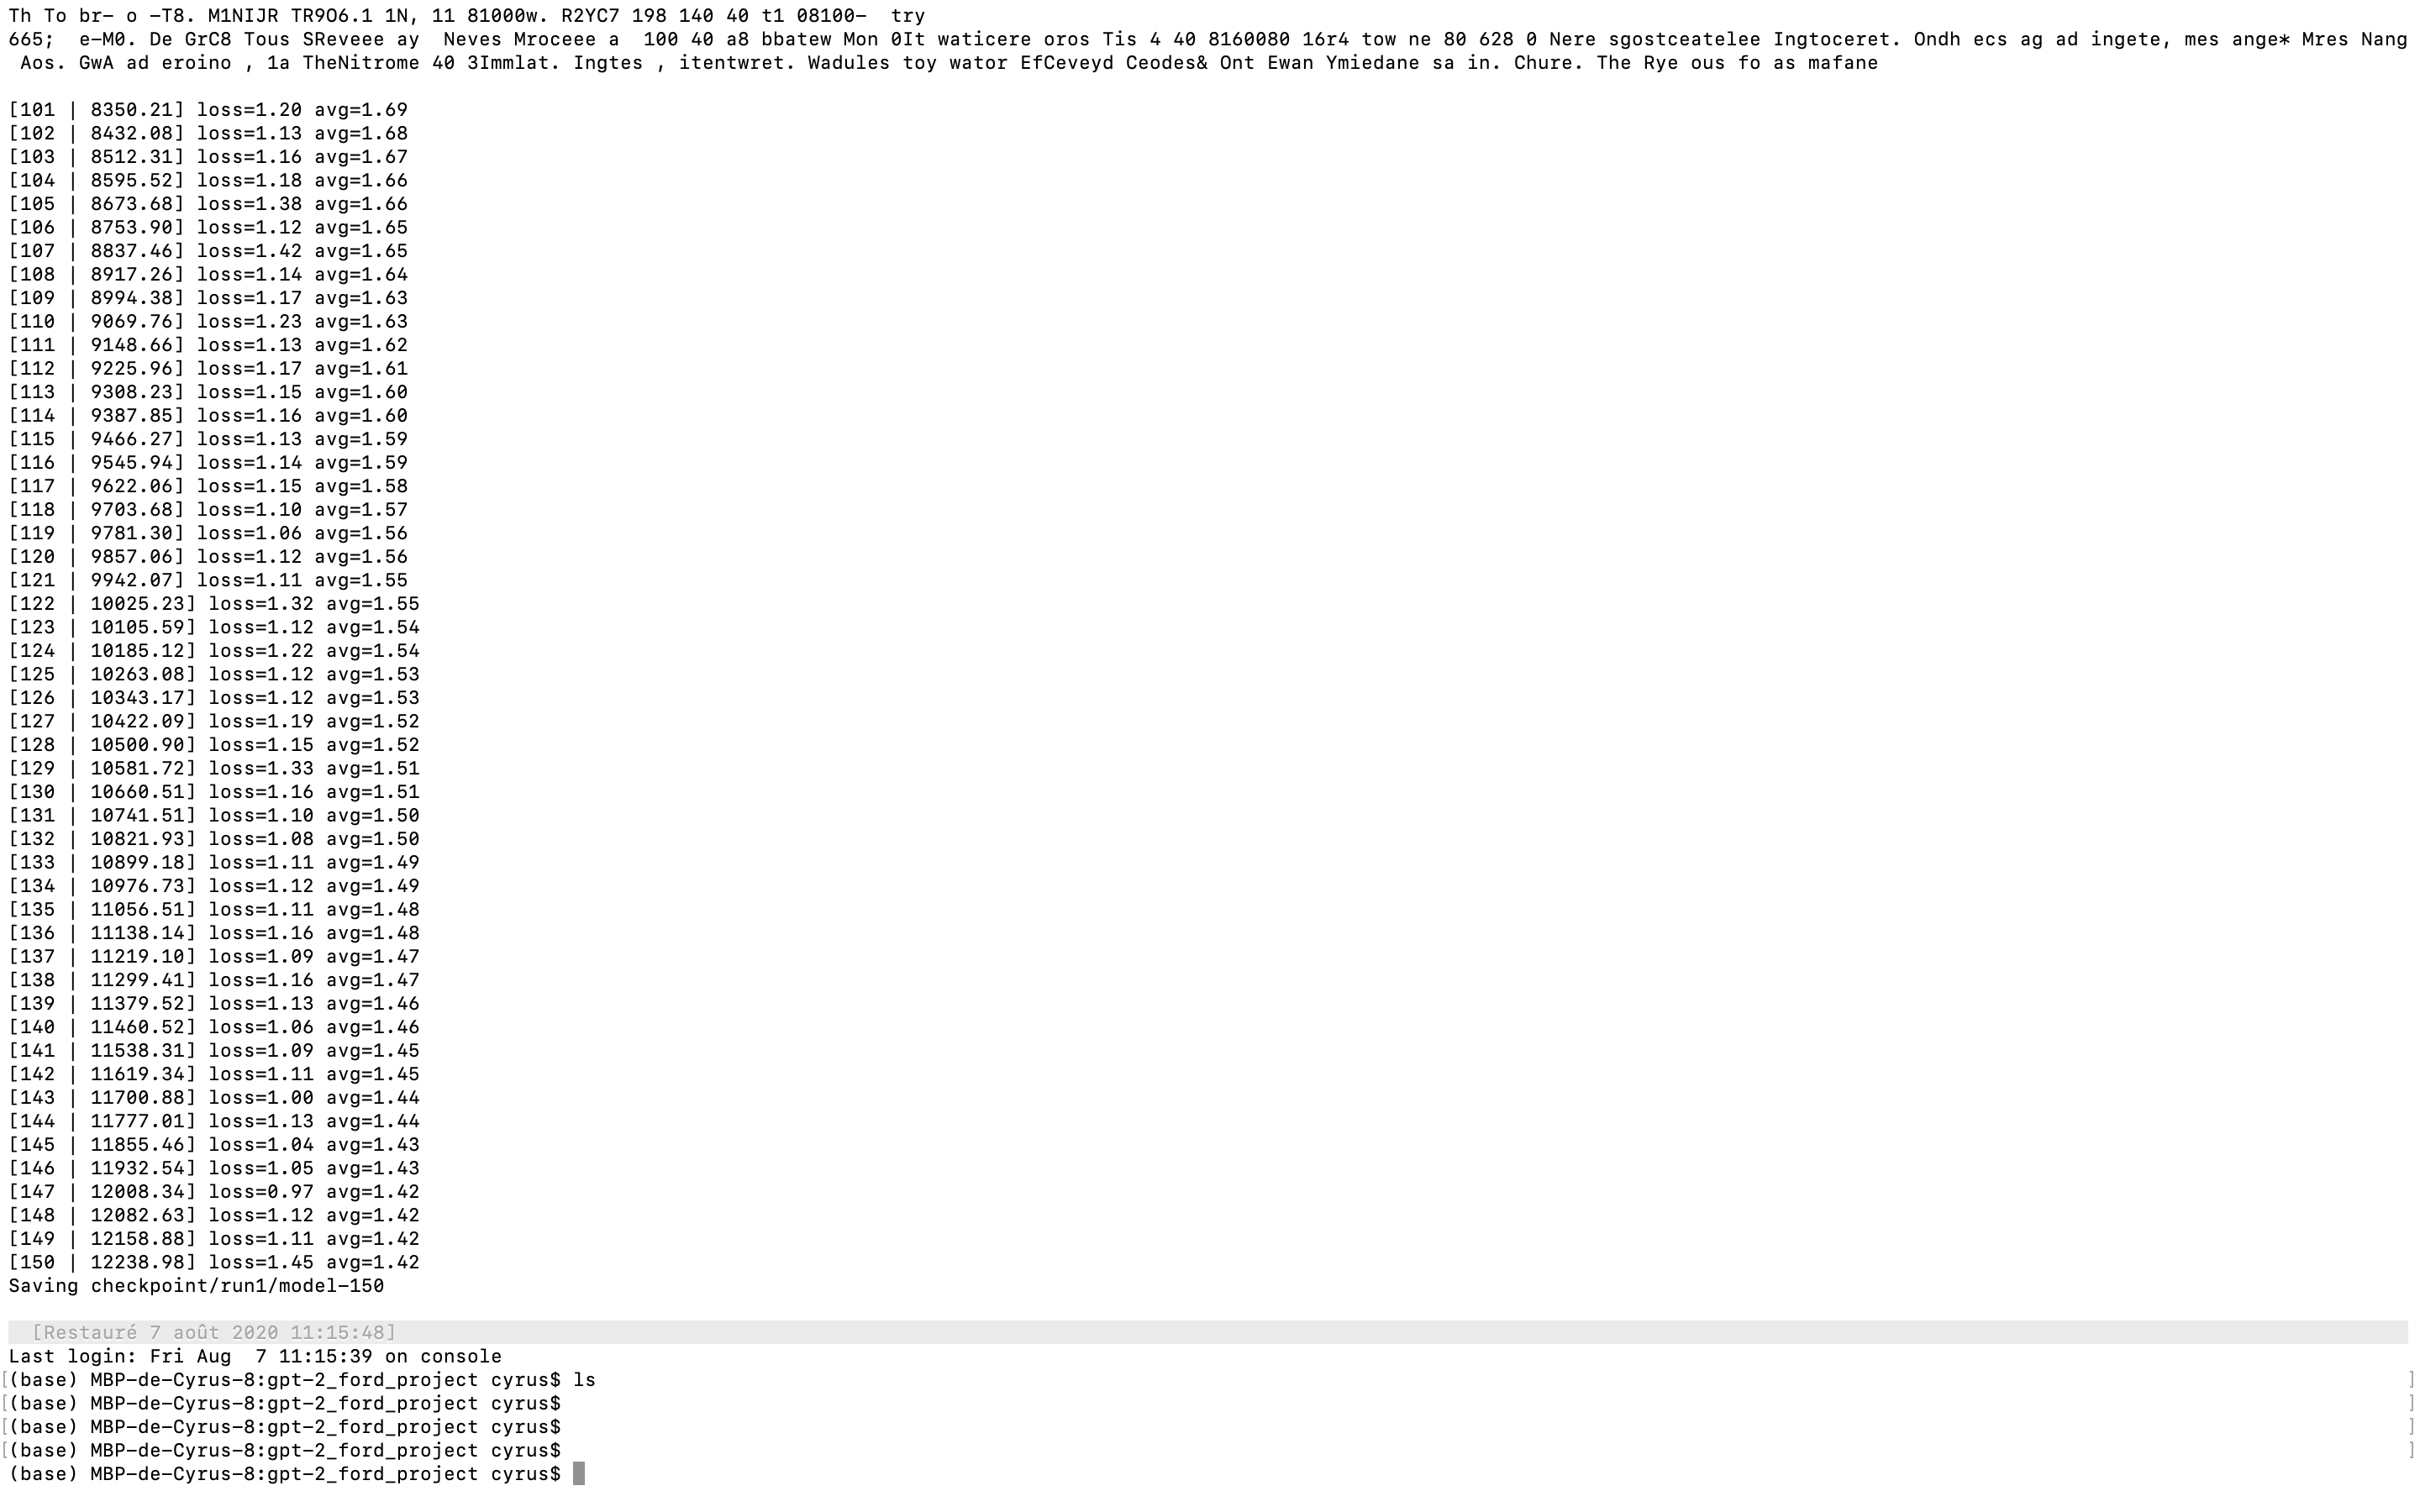 Th To br- o -T8. M1NIJR TR9O6.1 1N, 11 81000w. R2YC7 198 140 40 t1 08100-  try
665;  e-M0. De GrC8 Tous SReveee ay  Neves Mroceee a  100 40 a8 bbatew Mon 0It waticere oros Tis 4 40 8160080 16r4 tow ne 80 628 0 Nere sgostceatelee Ingtoceret. Ondh ecs ag ad ingete, mes ange* Mres Nang
Aos. GwA ad eroino , 1a TheNitrome 40 3Immlat. Ingtes , itentwret. Wadules toy wator EfCeveyd Ceodes& Ont Ewan Ymiedane sa in. Chure. The Rye ous fo as mafane
[101 | 8350.21] loss=1.20 avg=1.69
[102 | 8432.08] loss=1.13 avg=1.68
[103 | 8512.31] loss=1.16 avg=1.67
[104 | 8595.52] loss=1.18 avg=1.66
[105 | 8673.68] loss=1.38 avg=1.66
[106 | 8753.90] loss=1.12 avg=1.65
[107 | 8837.46] loss=1.42 avg=1.65
[108 | 8917.26] loss=1.14 avg=1.64
[109 | 8994.38] loss=1.17 avg=1.63
[110 | 9069.76] loss=1.23 avg=1.63
[111 | 9148.66] loss=1.13 avg=1.62
[112 | 9225.96] loss=1.17 avg=1.61
[113 | 9308.23] loss=1.15 avg=1.60
[114 | 9387.85] loss=1.16 avg=1.60
[115 | 9466.27] loss=1.13 avg=1.59
[116 | 9545.94] loss=1.14 avg=1.59
[117 | 9622.06] loss=1.15 avg=1.58
[118 | 9703.68] loss=1.10 avg=1.57
[119 | 9781.30] loss=1.06 avg=1.56
[120 | 9857.06] loss=1.12 avg=1.56
[121 | 9942.07] loss=1.11 avg=1.55
[122 | 10025.23] loss=1.32 avg=1.55
[123 | 10105.59] loss=1.12 avg=1.54
[124 | 10185.12] loss=1.22 avg=1.54
[125 | 10263.08] loss=1.12 avg=1.53
[126 | 10343.17] loss=1.12 avg=1.53
[127 | 10422.09] loss=1.19 avg=1.52
[128 | 10500.90] loss=1.15 avg=1.52
[129 | 10581.72] loss=1.33 avg=1.51
[130 | 10660.51] loss=1.16 avg=1.51
[131 | 10741.51] loss=1.10 avg=1.50
[132 | 10821.93] loss=1.08 avg=1.50
[133 | 10899.18] loss=1.11 avg=1.49
[134 | 10976.73] loss=1.12 avg=1.49
[135 | 11056.51] loss=1.11 avg=1.48
[136 | 11138.14] loss=1.16 avg=1.48
[137 | 11219.10] loss=1.09 avg=1.47
[138 | 11299.41] loss=1.16 avg=1.47
[139 | 11379.52] loss=1.13 avg=1.46
[140 | 11460.52] loss=1.06 avg=1.46
[141 | 11538.31] loss=1.09 avg=1.45
[142 | 11619.34] loss=1.11 avg=1.45
[143 | 11700.88] loss=1.00 avg=1.44
[144 | 11777.01] loss=1.13 avg=1.44
[145 | 11855.46] loss=1.04 avg=1.43
[146 | 11932.54] loss=1.05 avg=1.43
[147 | 12008.34] loss=0.97 avg=1.42
[148 | 12082.63] loss=1.12 avg=1.42
[149 | 12158.88] loss=1.11 avg=1.42
[150 | 12238.98] loss=1.45 avg=1.42
Saving checkpoint/run1/model-150
[Restauré 7 août 2020 11:15:48]
Last login: Fri Aug  7 11:15:39 on console
[(base) MBP-de-Cyrus-8:gpt-2_ford_project cyrus$ ls ]
[(base) MBP-de-Cyrus-8:gpt-2_ford_project cyrus$ ]
[(base) MBP-de-Cyrus-8:gpt-2_ford_project cyrus$ ]
[(base) MBP-de-Cyrus-8:gpt-2_ford_project cyrus$ ]
(base) MBP-de-Cyrus-8:gpt-2_ford_project cyrus$